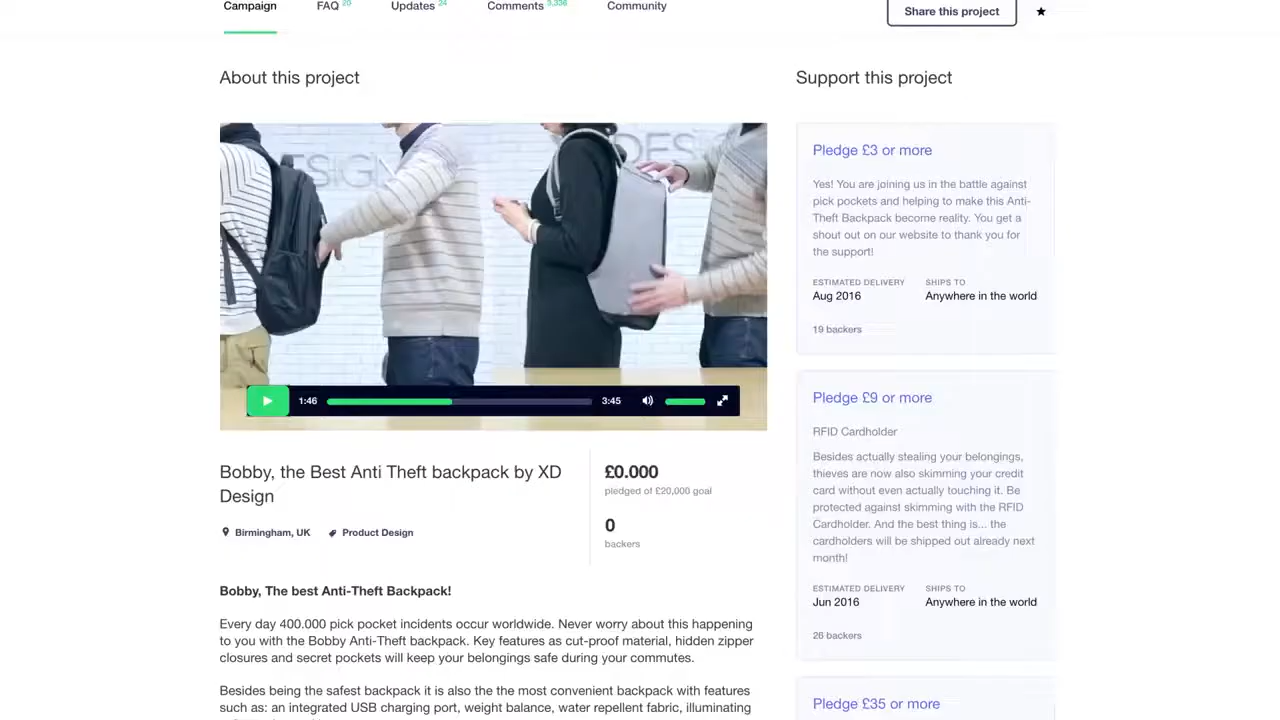 Campaign
FAQ 20
Updates 24
Comments 3,336
Community
Share this project
About this project
Support this project
DESIGN
DES
1:46
3:45
Bobby, the Best Anti Theft backpack by XD
Design
Birmingham, UK
Product Design
£0.000
pledged of £20,000 goal
0
backers
Bobby, The best Anti-Theft Backpack!
Every day 400.000 pick pocket incidents occur worldwide. Never worry about this happening
to you with the Bobby Anti-Theft backpack. Key features as cut-proof material, hidden zipper
closures and secret pockets will keep your belongings safe during your commutes.
Besides being the safest backpack it is also the the most convenient backpack with features
such as: an integrated USB charging port, weight balance, water repellent fabric, illuminating
Pledge £3 or more
Yes! You are joining us in the battle against
pick pockets and helping to make this Anti-
Theft Backpack become reality. You get a
shout out on our website to thank you for
the support!
ESTIMATED DELIVERY
Aug 2016
SHIPS TO
Anywhere in the world
19 backers
Pledge £9 or more
RFID Cardholder
Besides actually stealing your belongings,
thieves are now also skimming your credit
card without even actually touching it. Be
protected against skimming with the RFID
Cardholder. And the best thing is... the
cardholders will be shipped out already next
month!
ESTIMATED DELIVERY
Jun 2016
SHIPS TO
Anywhere in the world
26 backers
Pledge £35 or more